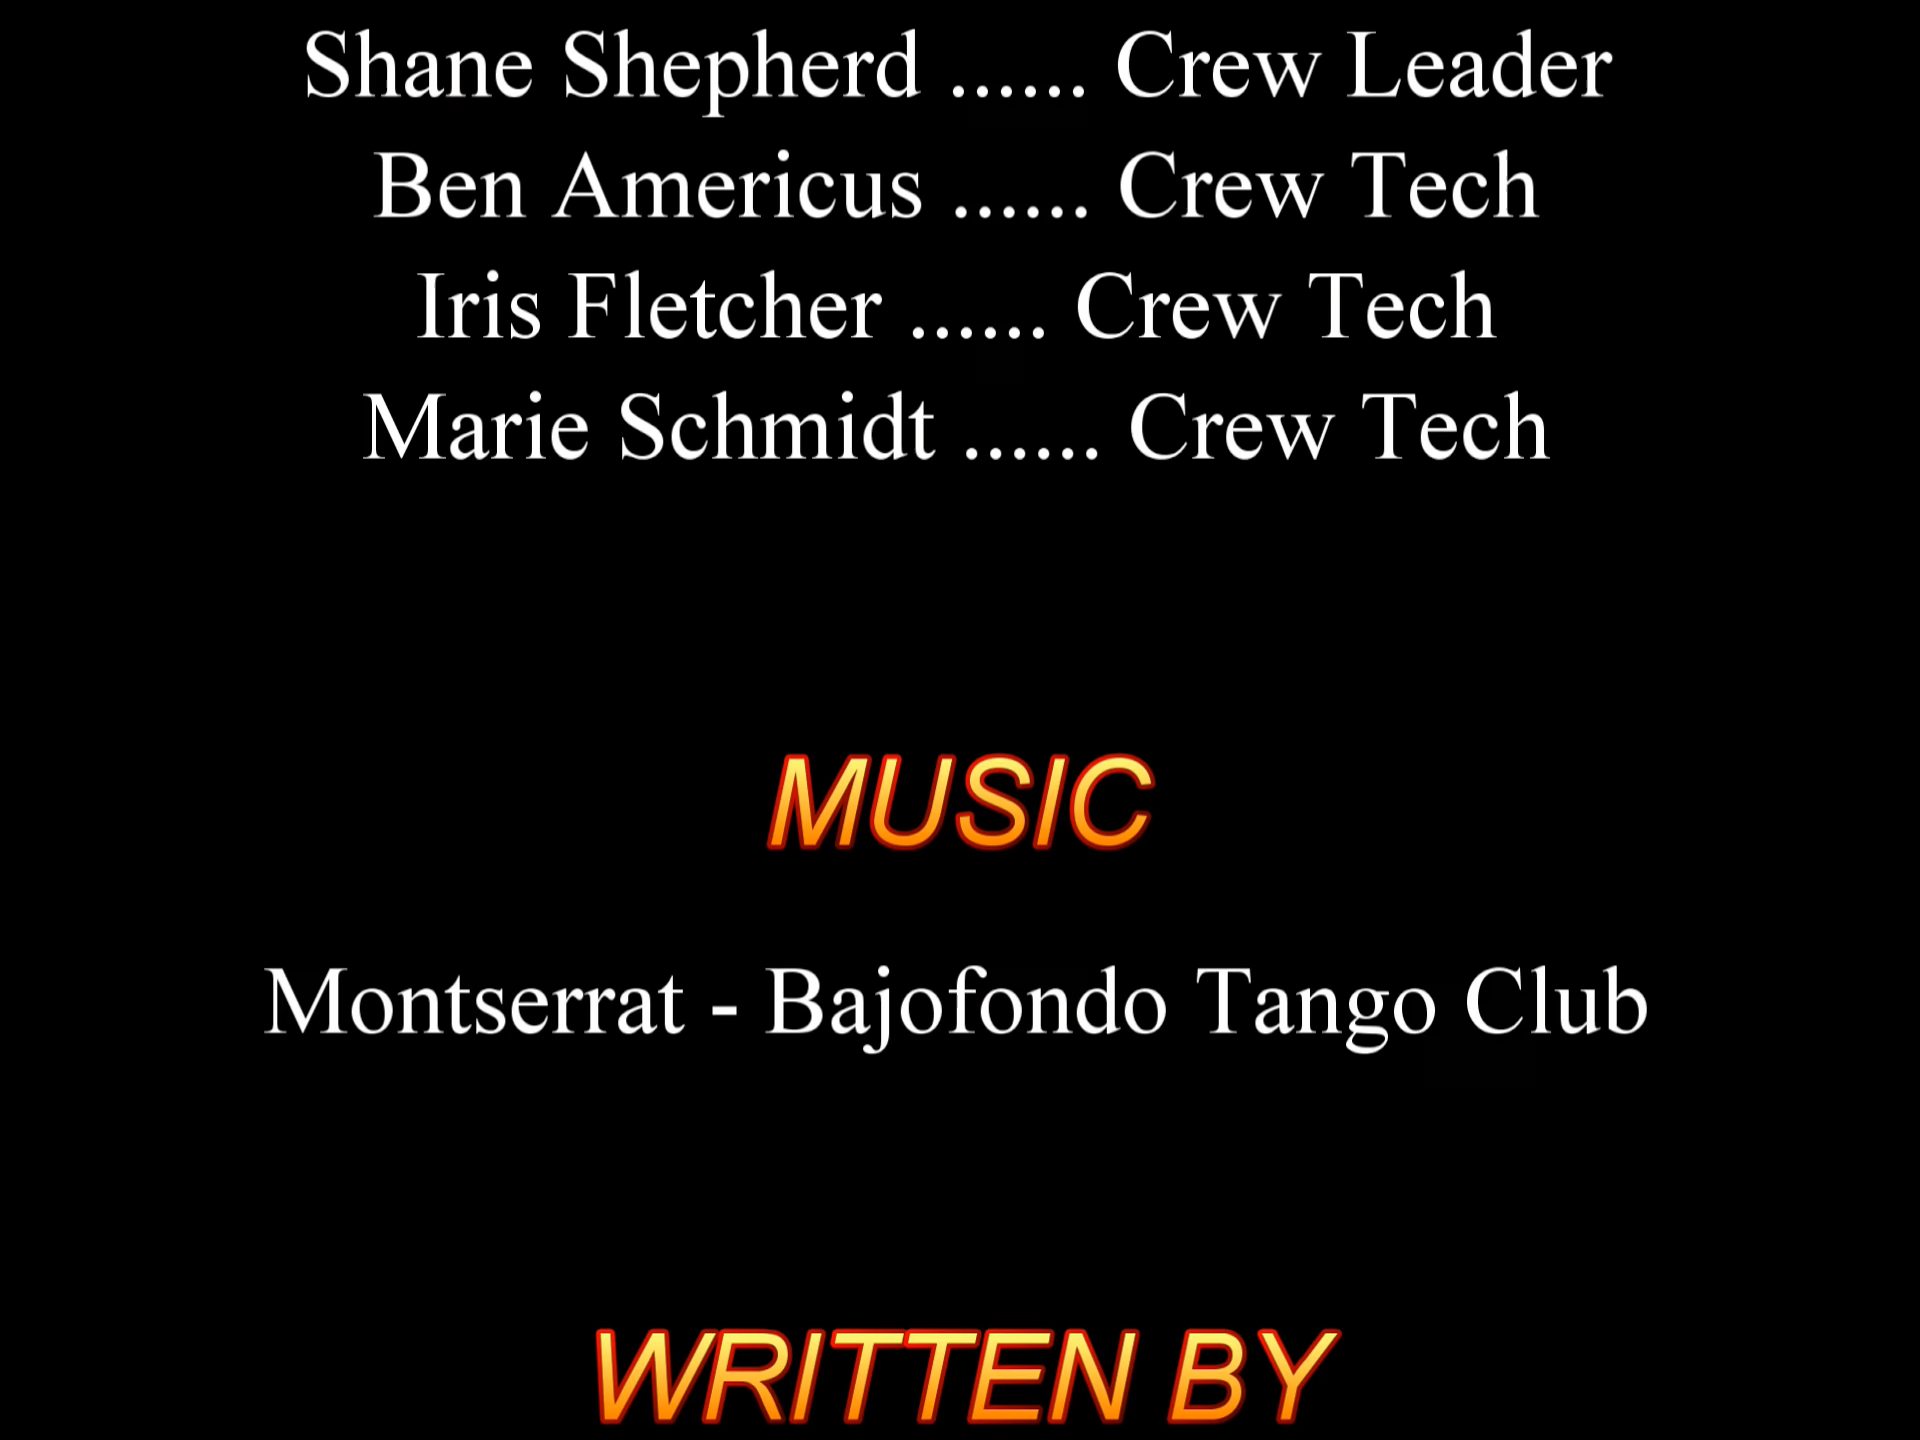 Shane Shepherd ...... Crew Leader
Ben Americus ...... Crew Tech
Iris Fletcher ...... Crew Tech
Marie Schmidt ...... Crew Tech
MUSIC
Montserrat - Bajofondo Tango Club
WRITTEN BY